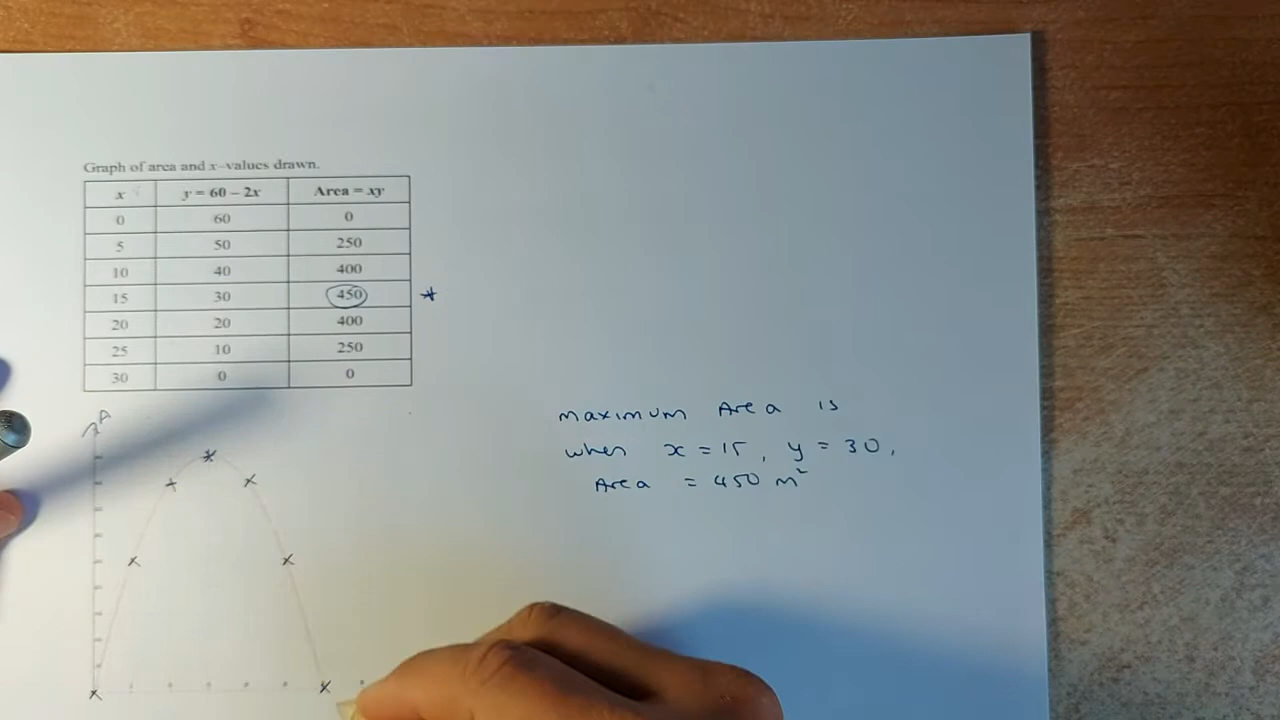 Graph of area and x-values drawn.
x y = 60 – 2x Area = xy
0 60 0
5 50 250
10 40 400
15 30 450 *
20 20 400
25 10 250
30 0 0
A
maximum Area is
when x = 15, y = 30,
Area = 450 m²